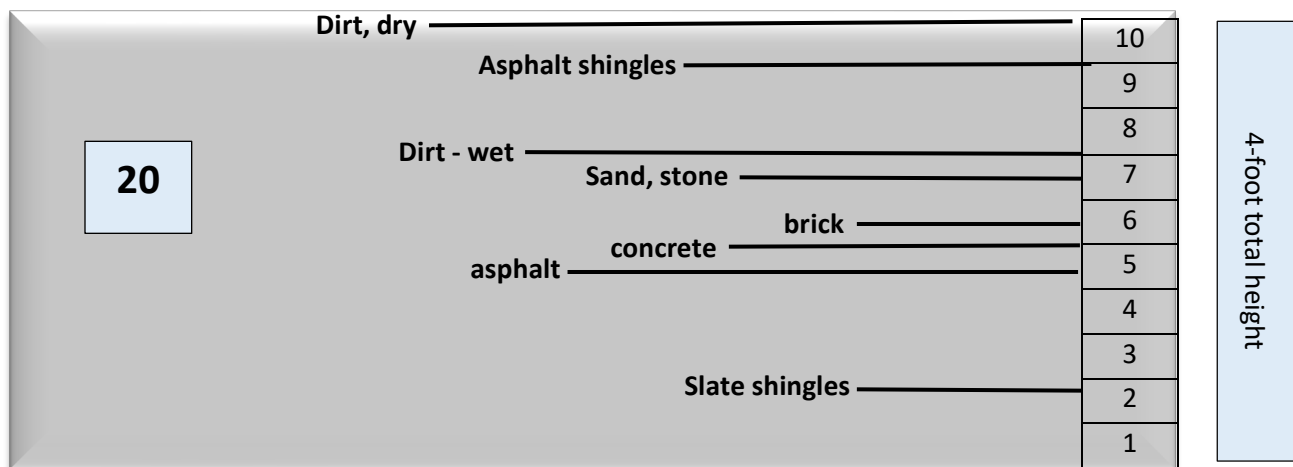 Dirt, dry
10
Asphalt shingles
9
8
Dirt - wet
20
Sand, stone
7
brick
6
concrete
asphalt
5
4
3
Slate shingles
2
1
4-foot total height